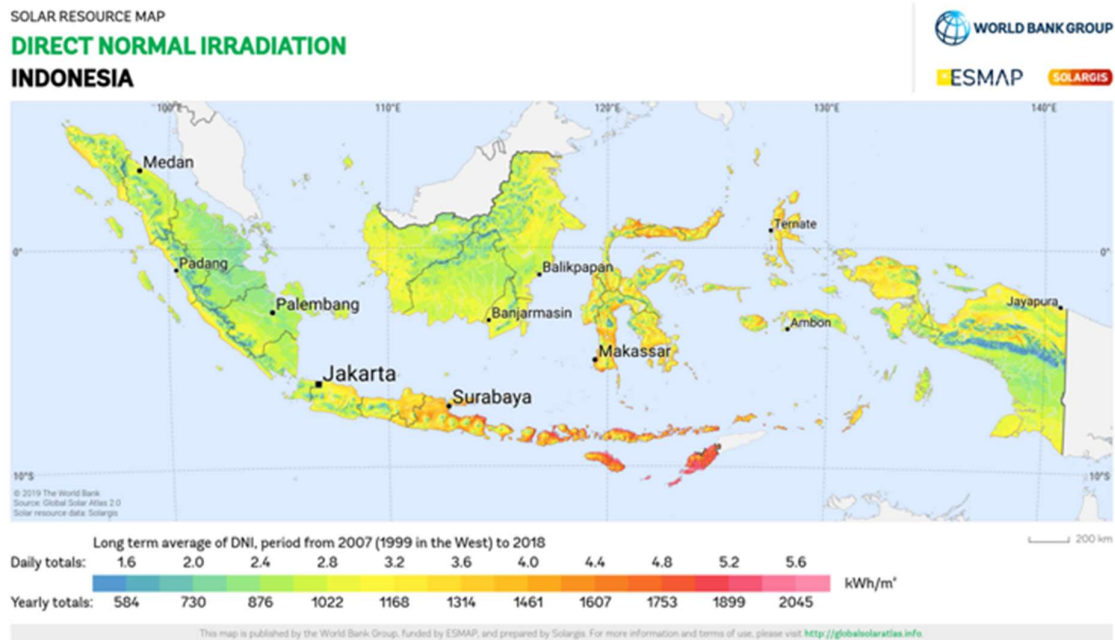 SOLAR RESOURCE MAP
DIRECT NORMAL IRRADIATION
INDONESIA
WORLD BANK GROUP
ESMAP
SOLARGIS
100°E
110°E
120°E
130°E
140°E
Medan
Ternate
0°
0°
Padang
Balikpapan
Palembang
Banjarmasin
Jayapura
Ambon
Makassar
Jakarta
Surabaya
10°S
10°S
© 2019 The World Bank
Source: Global Solar Atlas 2.0
Solar resource data: Solargis
200 km
Long term average of DNI, period from 2007 (1999 in the West) to 2018
Daily totals: 1.6 2.0 2.4 2.8 3.2 3.6 4.0 4.4 4.8 5.2 5.6
kWh/m²
Yearly totals: 584 730 876 1022 1168 1314 1461 1607 1753 1899 2045
This map is published by the World Bank Group, funded by ESMAP, and prepared by Solargis. For more information and terms of use, please visit http://globalsolaratlas.info.